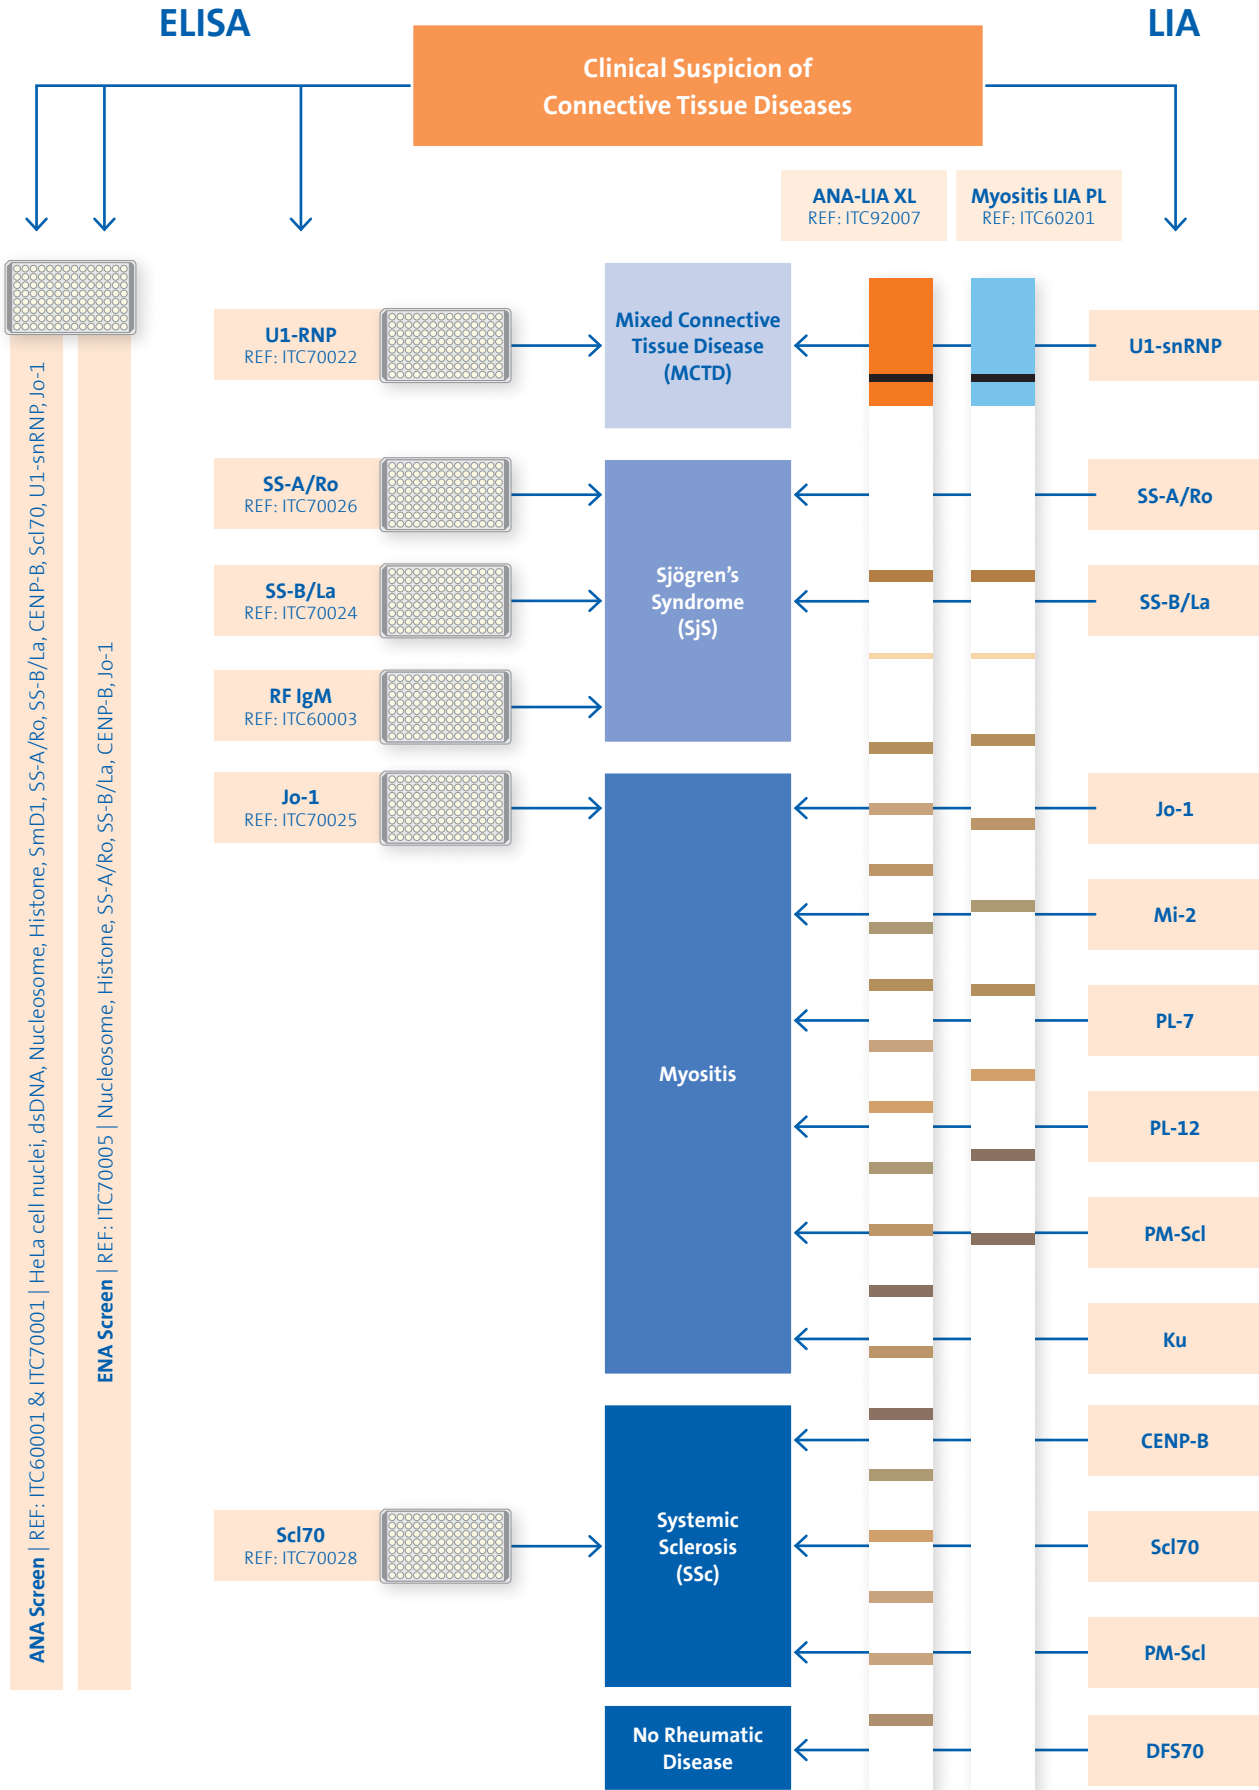 ELISA
LIA
Clinical Suspicion of
Connective Tissue Diseases
ANA-LIA XL
REF: ITC92007
Myositis LIA PL
REF: ITC60201
ANA Screen | REF: ITC60001 & ITC70001 | HeLa cell nuclei, dsDNA, Nucleosome, Histone, SmD1, SS-A/Ro, SS-B/La, CENP-B, Scl70, U1-snRNP, Jo-1
ENA Screen | REF: ITC70005 | Nucleosome, Histone, SS-A/Ro, SS-B/La, CENP-B, Jo-1
U1-RNP
REF: ITC70022
Mixed Connective
Tissue Disease
(MCTD)
U1-snRNP
SS-A/Ro
REF: ITC70026
SS-A/Ro
SS-B/La
REF: ITC70024
Sjögren's
Syndrome
(SjS)
SS-B/La
RF IgM
REF: ITC60003
Jo-1
REF: ITC70025
Jo-1
Mi-2
PL-7
Myositis
PL-12
PM-Scl
Ku
CENP-B
Scl70
REF: ITC70028
Systemic
Sclerosis
(SSc)
Scl70
PM-Scl
No Rheumatic
Disease
DFS70